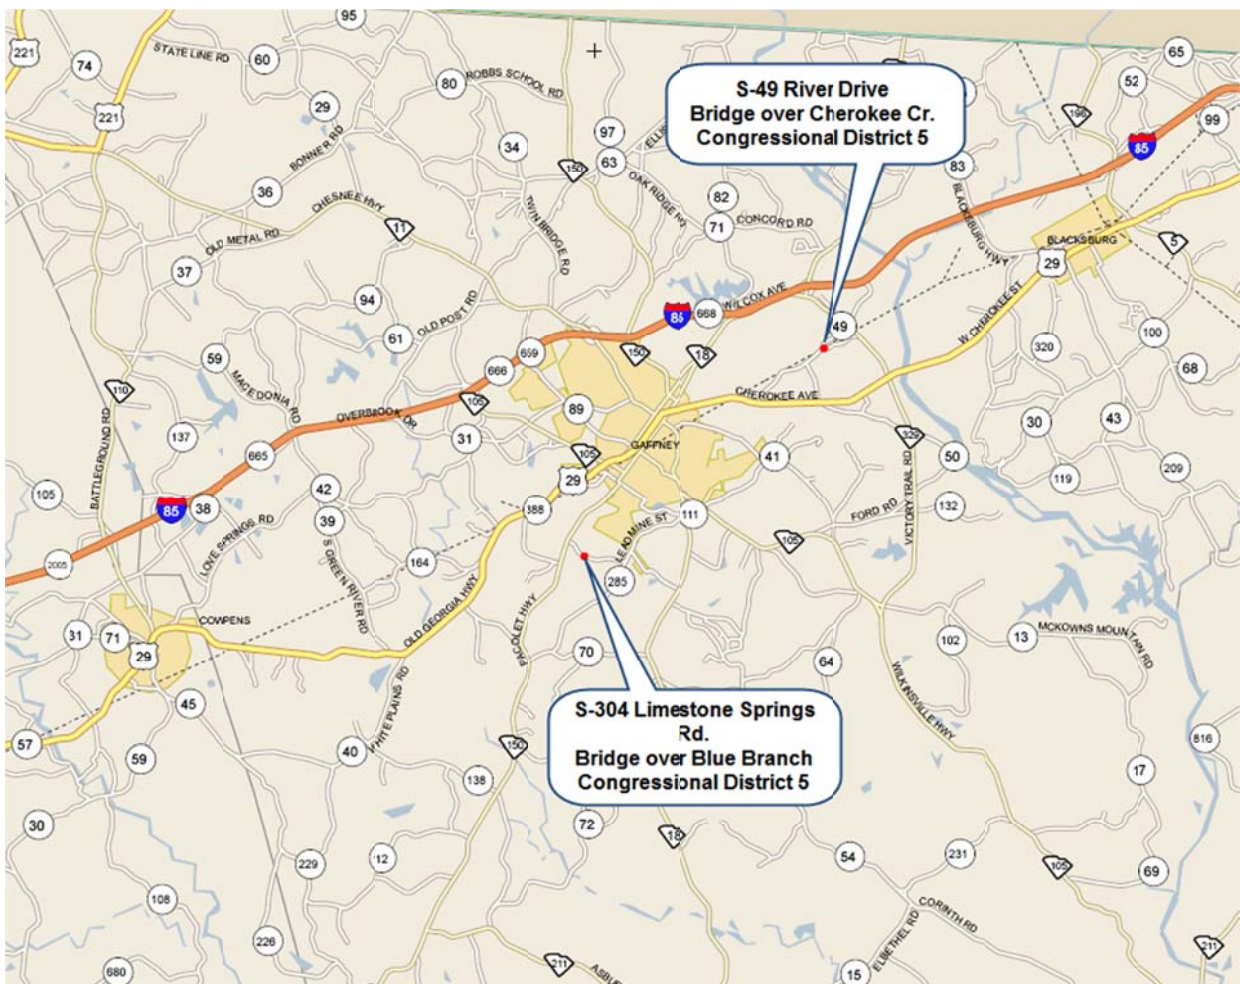 95
221
STATE LINE RD
60
65
74
80
ROBBS SCHOOL RD
52
S-49 River Drive
Bridge over Cherokee Cr.
Congressional District 5
221
29
198
99
97
34
85
BONNER RD
63
150
83
36
OAK RIDGE RD
82
CHESNEE HWY
71
CONCORD RD
BLACKSBURG HWY
11
OLD METAL RD
TWIN BRIDGE RD
BLACKSBURG
5
29
37
94
OLD POST RD
WILCOX AVE
85
668
W CHEROKEE ST
49
61
100
59
659
150
18
320
666
68
MACEDONIA RD
110
CHEROKEE AVE
105
89
OVERBROOK DR
43
30
137
31
GAFFNEY
329
665
105
41
50
209
29
119
BATTLEGROUND RD
42
105
85
38
132
388
111
FORD RD
VICTORY TRAIL RD
39
LEADMINE ST
LOVE SPRINGS RD
105
2005
164
S GREEN RIVER RD
285
OLD GEORGIA HWY
COWPENS
MCKOWNS MOUNTAIN RD
31
71
13
102
29
PACOLET HWY
70
64
WILKINSVILLE HWY
WHITE PLAINS RD
45
S-304 Limestone Springs
Rd.
Bridge over Blue Branch
Congressional District 5
57
150
816
40
59
17
138
30
72
18
54
231
12
229
105
69
108
CORINTH RD
226
211
ELBETHEL RD
211
680
15